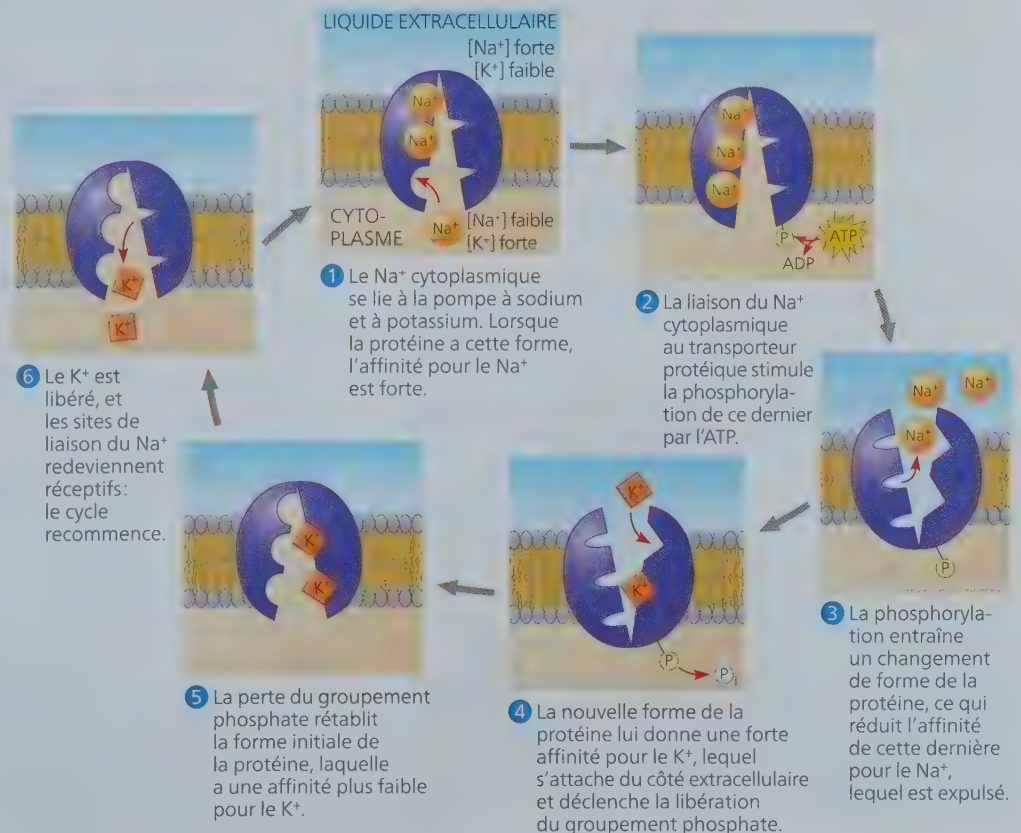 LIQUIDE EXTRACELLULAIRE
[Na⁺] forte
[K⁺] faible
Na⁺
Na⁺
CYTO-
PLASME
Na⁺
[Na⁺] faible
[K⁺] forte
1 Le Na⁺ cytoplasmique
se lie à la pompe à sodium
et à potassium. Lorsque
la protéine a cette forme,
l'affinité pour le Na⁺
est forte.
Na⁺
Na⁺
Na⁺
P
ATP
ADP
2 La liaison du Na⁺
cytoplasmique
au transporteur
protéique stimule
la phosphoryla-
tion de ce dernier
par l'ATP.
Na⁺
Na⁺
Na⁺
P
3 La phosphoryla-
tion entraîne
un changement
de forme de la
protéine, ce qui
réduit l'affinité
de cette dernière
pour le Na⁺,
lequel est expulsé.
K⁺
K⁺
P
Pi
4 La nouvelle forme de la
protéine lui donne une forte
affinité pour le K⁺, lequel
s'attache du côté extracellulaire
et déclenche la libération
du groupement phosphate.
K⁺
K⁺
5 La perte du groupement
phosphate rétablit
la forme initiale de
la protéine, laquelle
a une affinité plus faible
pour le K⁺.
K⁺
K⁺
6 Le K⁺ est
libéré, et
les sites de
liaison du Na⁺
redeviennent
réceptifs:
le cycle
recommence.